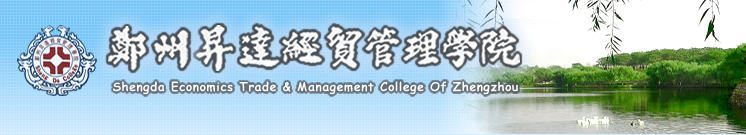 鄭州昇達經貿管理學院
Shengda Economics Trade & Management College Of Zhengzhou